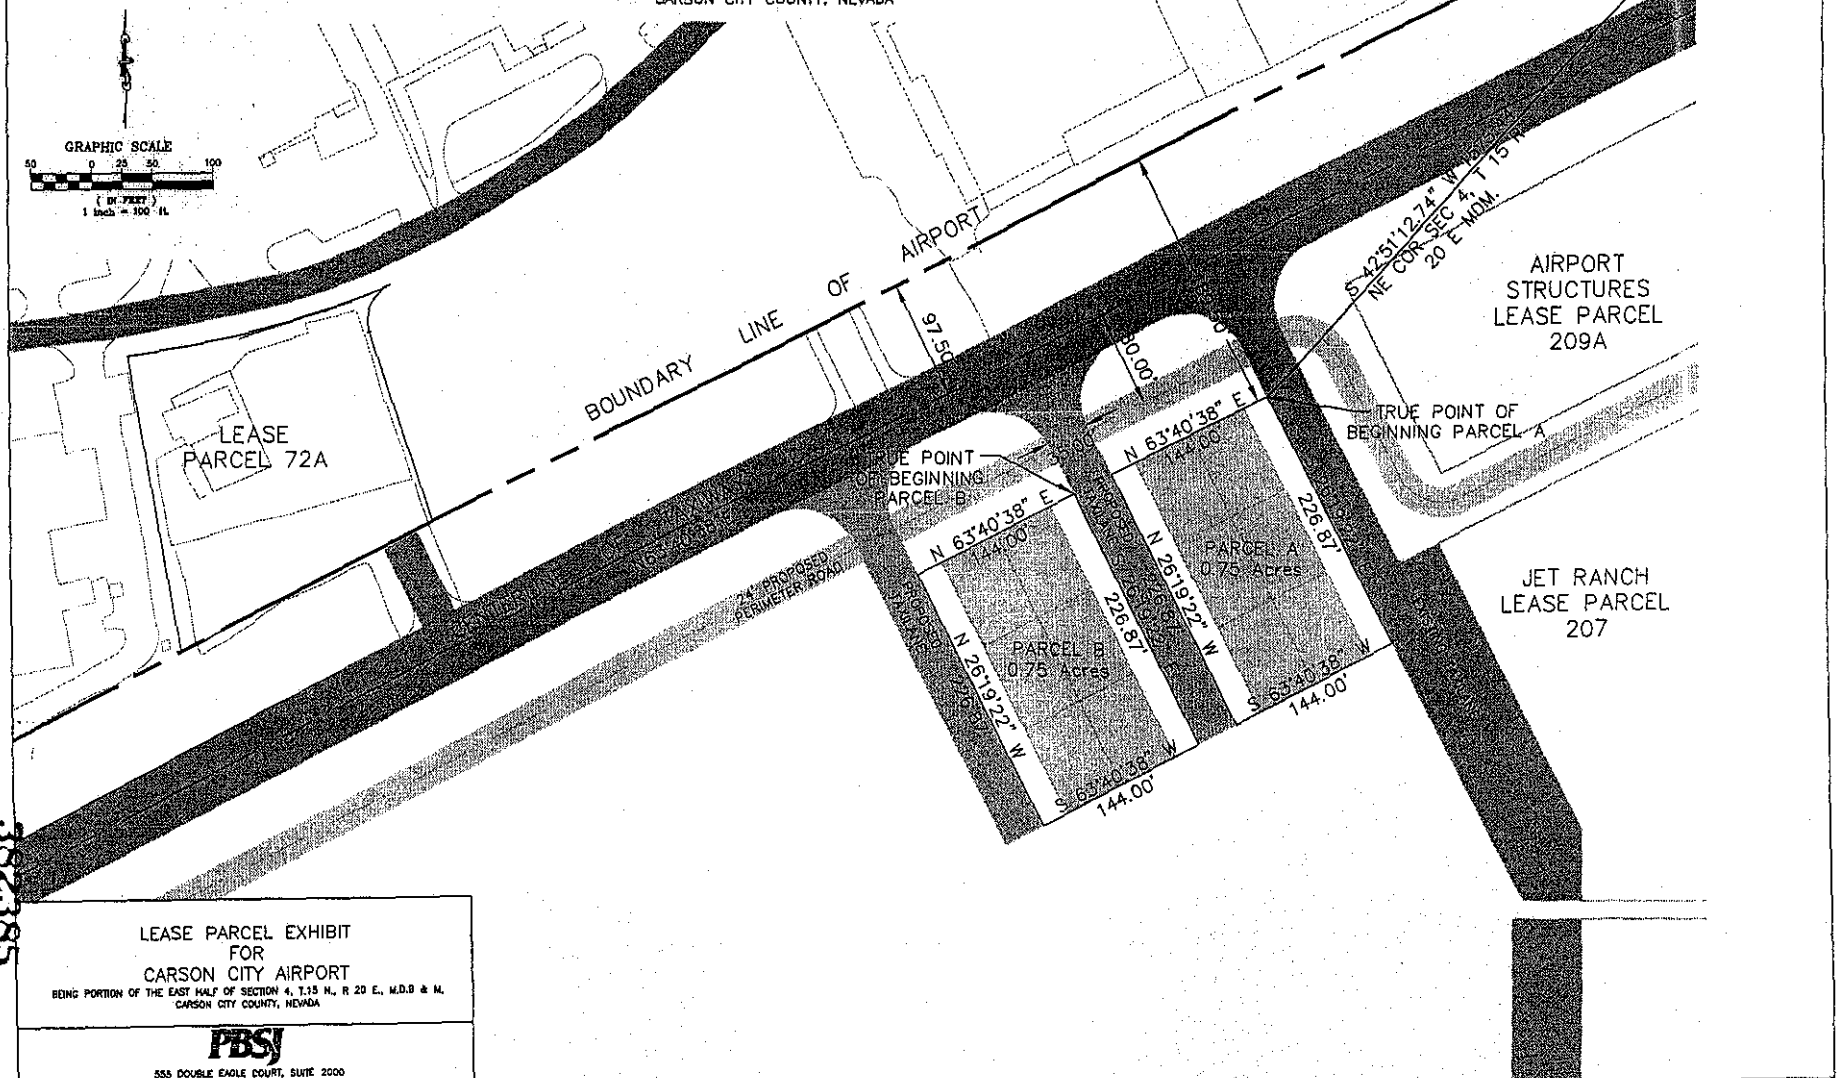 CARSON CITY COUNTY, NEVADA
GRAPHIC SCALE
50 0 25 50 100
( IN FEET )
1 inch = 100 ft.
BOUNDARY LINE OF AIRPORT
97.50
S 42°51'12.74" W
NE COR SEC 4, T 15
20 E MDM.
AIRPORT
STRUCTURES
LEASE PARCEL
209A
LEASE
PARCEL 72A
TRUE POINT OF
BEGINNING PARCEL A
TRUE POINT
OF BEGINNING
PARCEL B
N 63°40'38" E
144.00'
N 63°40'38" E
144.00'
226.87'
226.87'
PARCEL A
0.75 Acres
PARCEL B
0.75 Acres
N 26°19'22" W
N 26°19'22" W
S 63°40'38" W
144.00'
S 63°40'38" W
144.00'
24' PROPOSED
PERIMETER ROAD
PROPOSED
TAXILANE
JET RANCH
LEASE PARCEL
207
382385
LEASE PARCEL EXHIBIT
FOR
CARSON CITY AIRPORT
BEING PORTION OF THE EAST HALF OF SECTION 4, T.15 N., R 20 E., M.D.B & M.
CARSON CITY COUNTY, NEVADA
PBSJ
555 DOUBLE EAGLE COURT, SUITE 2000